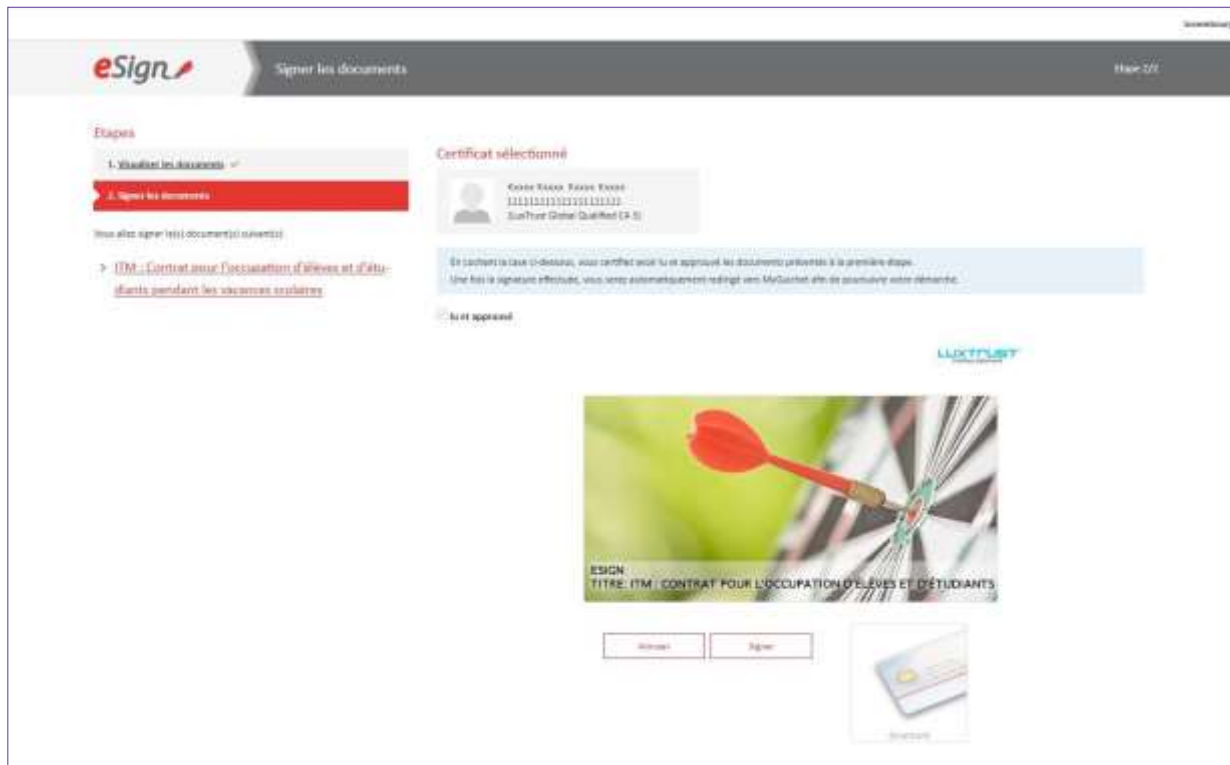 eSign
Signer les documents
Etape 2/2
Etapes
1. Visualiser les documents
2. Signer les documents
Vous allez signer le(s) document(s) suivant(s)
ITM : Contrat pour l'occupation d'élèves et d'étu-
diants pendant les vacances scolaires
Certificat sélectionné
(LuxTrust Global Qualified CA 3)
En cochant la case ci-dessous, vous certifiez avoir lu et approuvé les documents présentés à la première étape.
Une fois la signature effectuée, vous serez automatiquement redirigé vers MyGuichet afin de poursuivre votre démarche.
lu et approuvé
LUXTRUST
ESIGN
TITRE: ITM : CONTRAT POUR L'OCCUPATION D'ELÈVES ET D'ÉTUDIANTS
Annuler
Signer
Smartcard